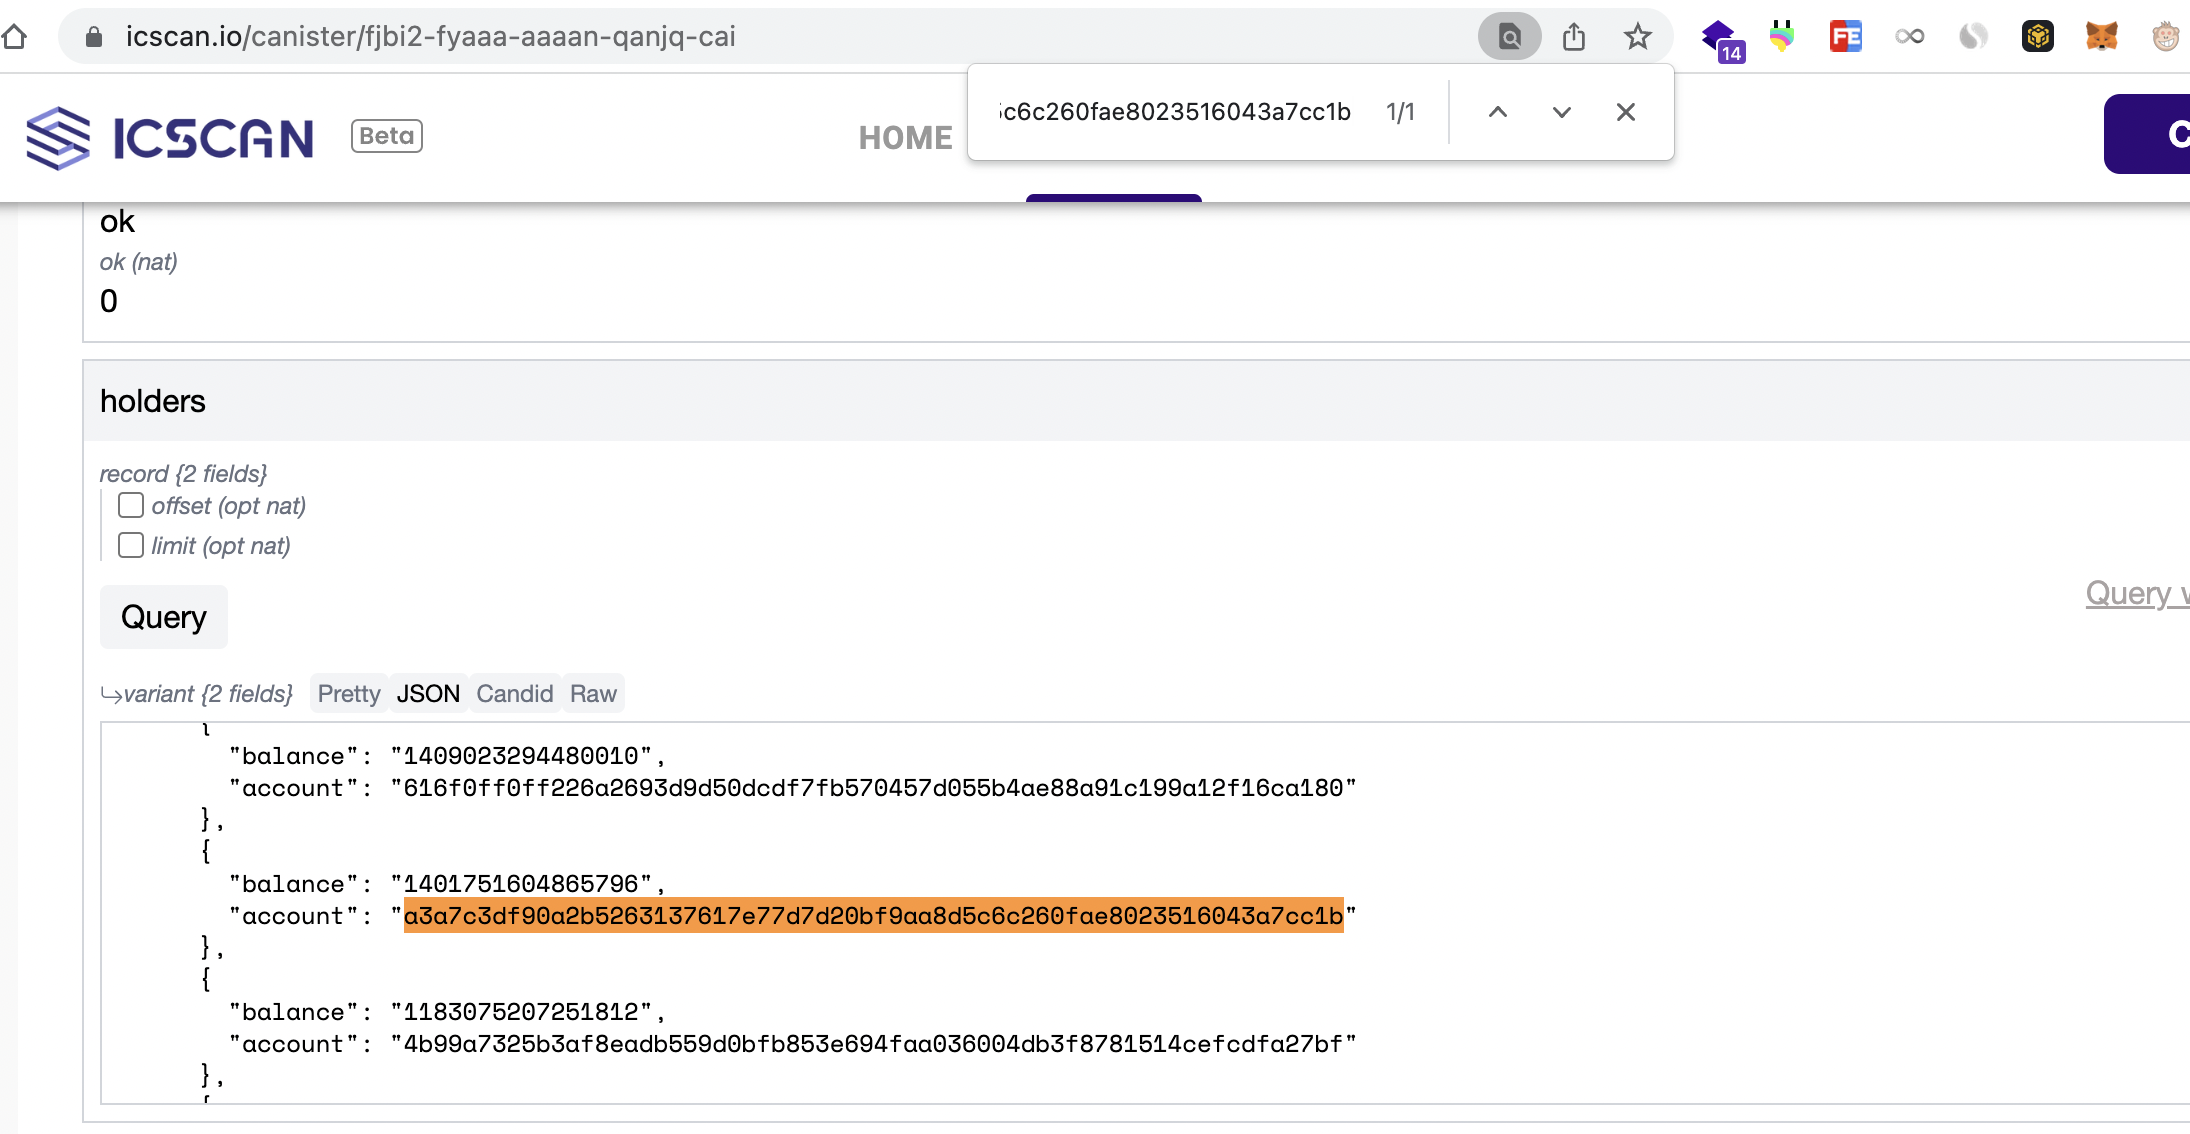 icscan.io/canister/fjbi2-fyaaa-aaaan-qanjq-cai
14
FE
c6c260fae8023516043a7cc1b 1/1
ICSCAN Beta HOME
ok
ok (nat)
0
holders
record {2 fields}
offset (opt nat)
limit (opt nat)
Query
Query
variant {2 fields} Pretty JSON Candid Raw
{
"balance": "1409023294480010",
"account": "616f0ff0ff226a2693d9d50dcdf7fb570457d055b4ae88a91c199a12f16ca180"
},
{
"balance": "1401751604865796",
"account": "a3a7c3df90a2b5263137617e77d7d20bf9aa8d5c6c260fae8023516043a7cc1b"
},
{
"balance": "1183075207251812",
"account": "4b99a7325b3af8eadb559d0bfb853e694faa036004db3f8781514cefcdfa27bf"
},